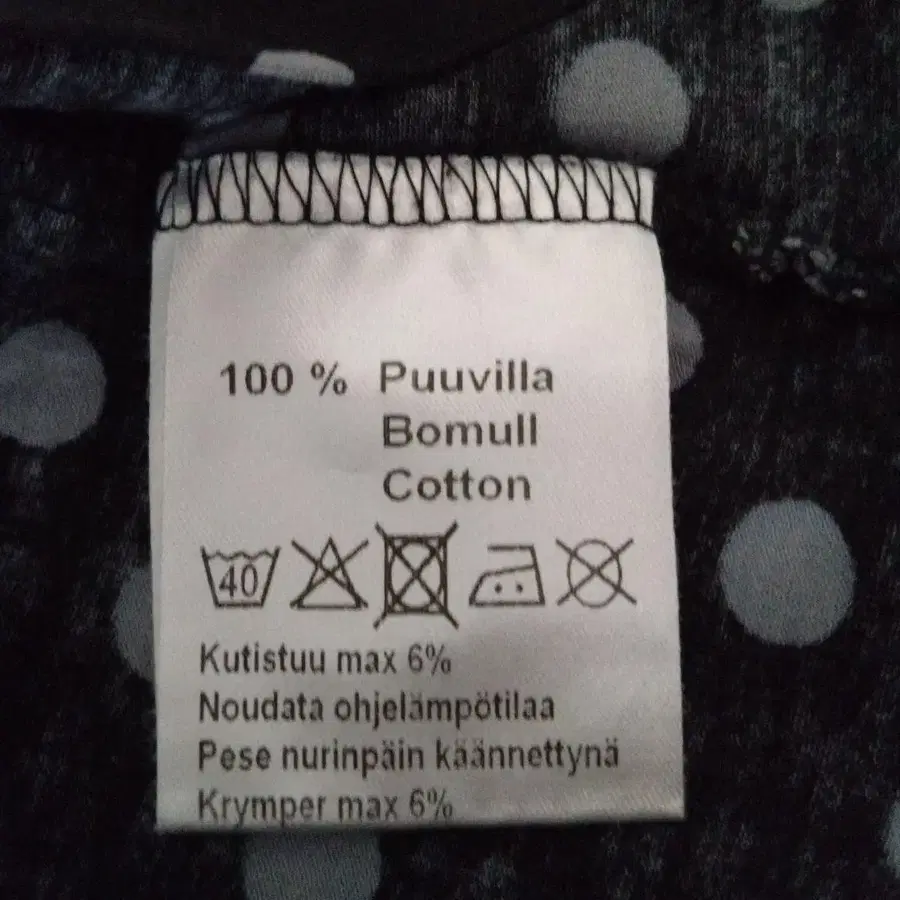 100 % Puuvilla
Bomull
Cotton
40
Kutistuu max 6%
Noudata ohjelämpötilaa
Pese nurinpäin käännettynä
Krymper max 6%